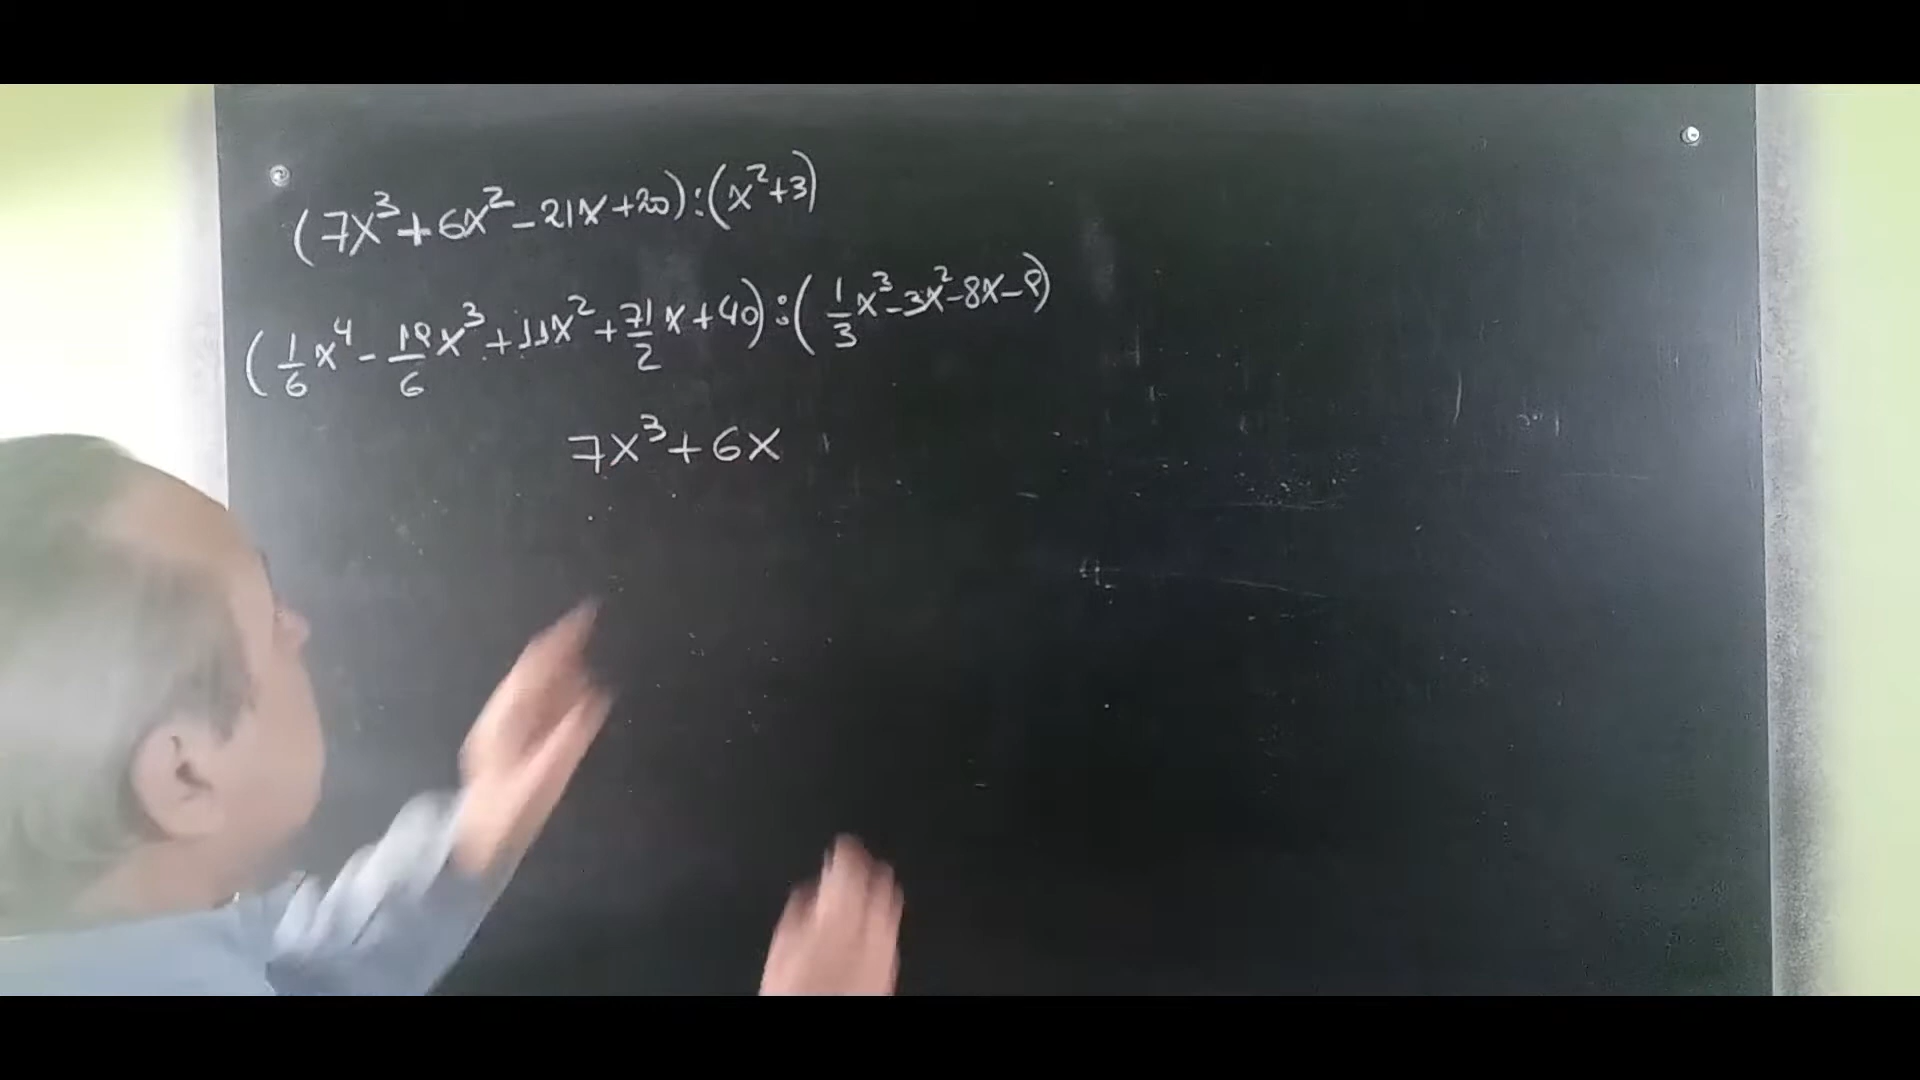 (7x³+6x²-21x+20):(x²+3)
(1/6x⁴-19/6x³+11x²+71/2x+40):(1/3x³-3x²-8x-8)
7x³+6x